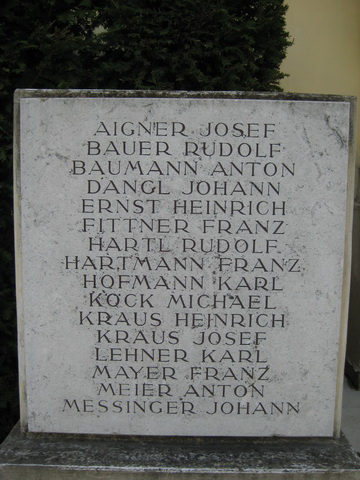 AIGNER JOSEF
BAUER RUDOLF
BAUMANN ANTON
DANGL JOHANN
ERNST HEINRICH
FITTNER FRANZ
HARTL RUDOLF
HARTMANN FRANZ
HOFMANN KARL
KÖCK MICHAEL
KRAUS HEINRICH
KRAUS JOSEF
LEHNER KARL
MAYER FRANZ
MEIER ANTON
MESSINGER JOHANN